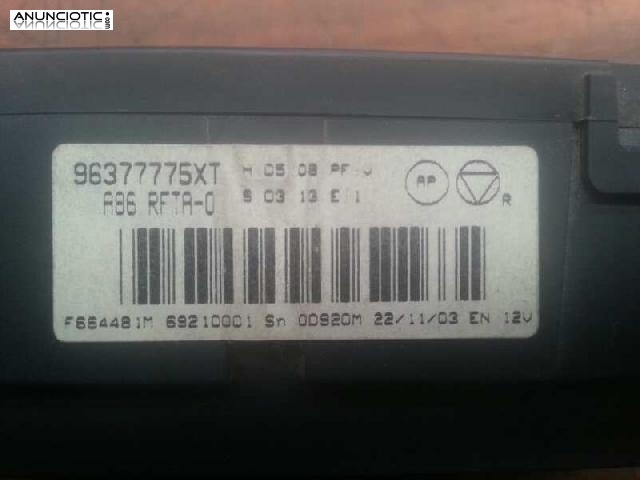 ANUNCIOTIC.com
96377775XT H 05 08 PF
A86 RFTA-0 S 03 13 E 1
AP
R
F664481M 69210001 Sn 00920M 22/11/03 EN 12V